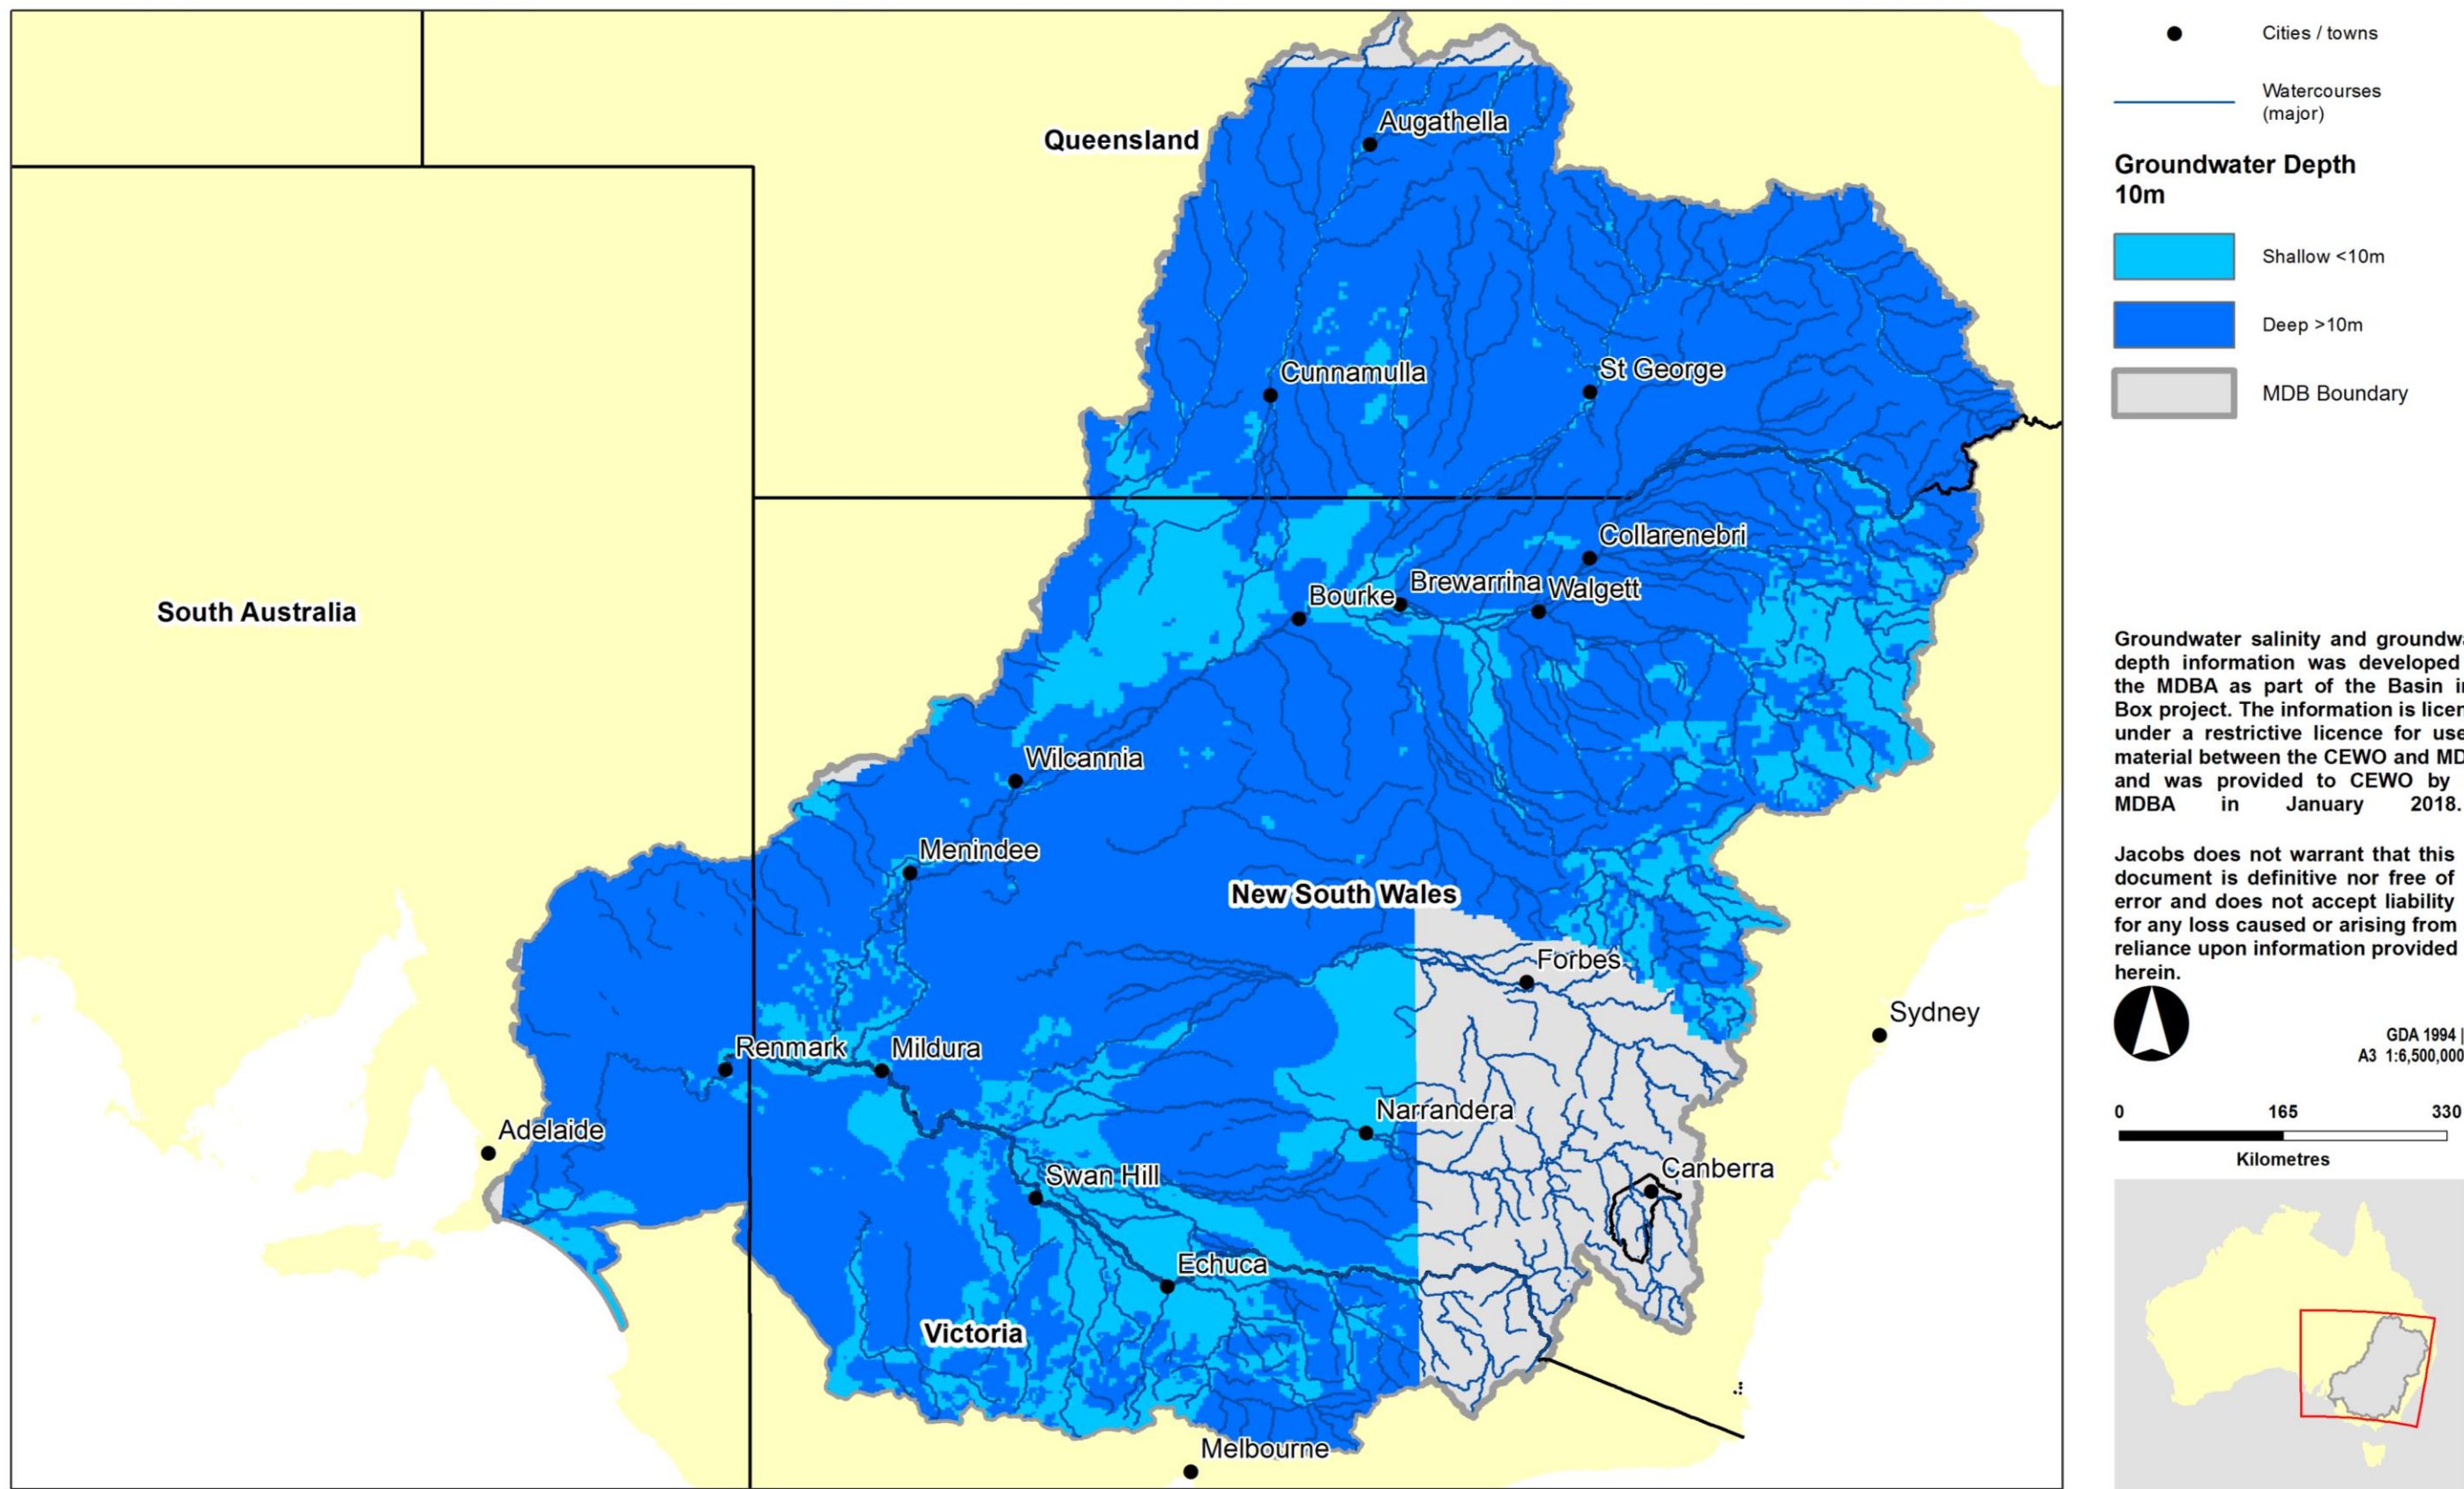 Queensland
Augathella
Cunnamulla
St George
Collarenebri
Brewarrina
Walgett
Bourke
South Australia
Wilcannia
Menindee
New South Wales
Forbes
Sydney
Renmark
Mildura
Narrandera
Adelaide
Canberra
Swan Hill
Echuca
Victoria
Melbourne
Cities / towns
Watercourses
(major)
Groundwater Depth
10m
Shallow <10m
Deep >10m
MDB Boundary
Groundwater salinity and groundwa
depth information was developed
the MDBA as part of the Basin i
Box project. The information is licen
under a restrictive licence for use
material between the CEWO and MD
and was provided to CEWO by
MDBA in January 2018.
Jacobs does not warrant that this
document is definitive nor free of
error and does not accept liability
for any loss caused or arising from
reliance upon information provided
herein.
GDA 1994 |
A3 1:6,500,000
0 165 330
Kilometres